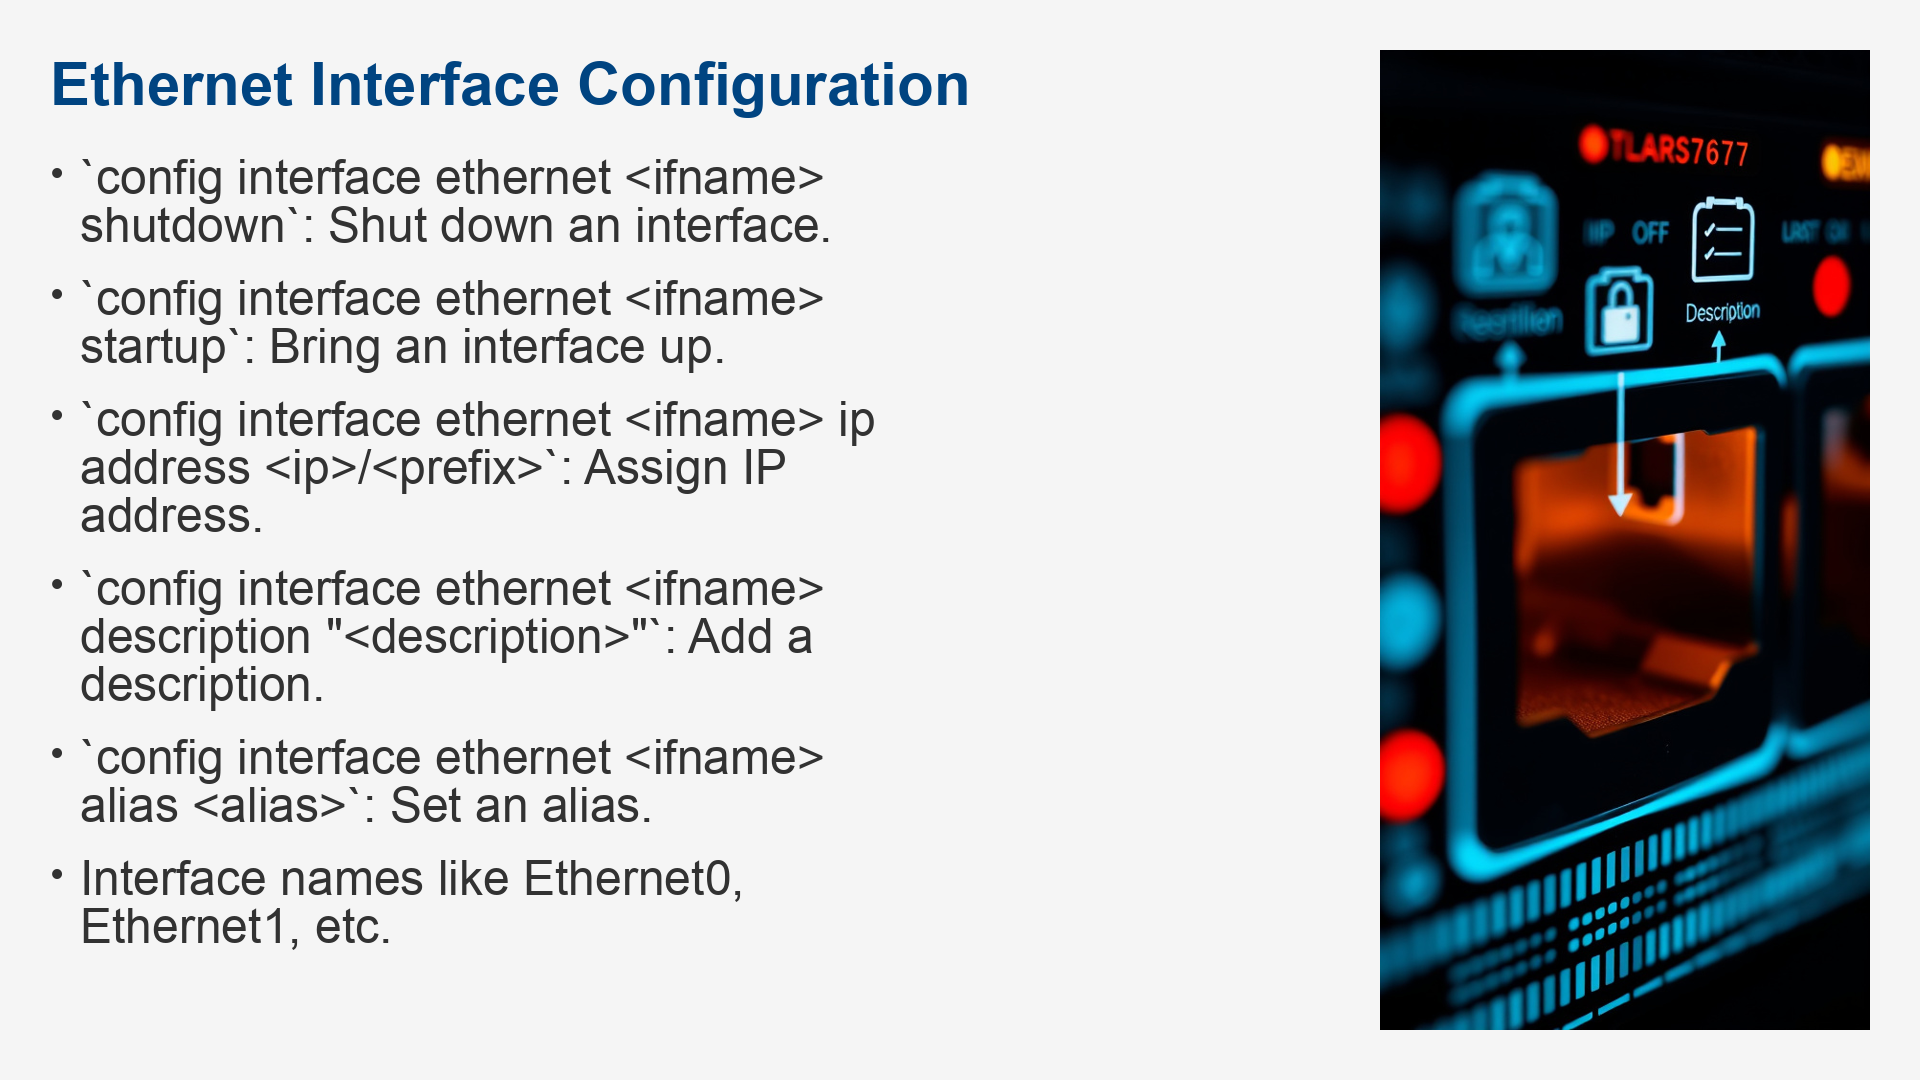 Ethernet Interface Configuration
• `config interface ethernet <ifname>
shutdown`: Shut down an interface.
• `config interface ethernet <ifname>
startup`: Bring an interface up.
• `config interface ethernet <ifname> ip
address <ip>/<prefix>`: Assign IP
address.
• `config interface ethernet <ifname>
description "<description>"`: Add a
description.
• `config interface ethernet <ifname>
alias <alias>`: Set an alias.
• Interface names like Ethernet0,
Ethernet1, etc.
TLARS7677
OFF
Description